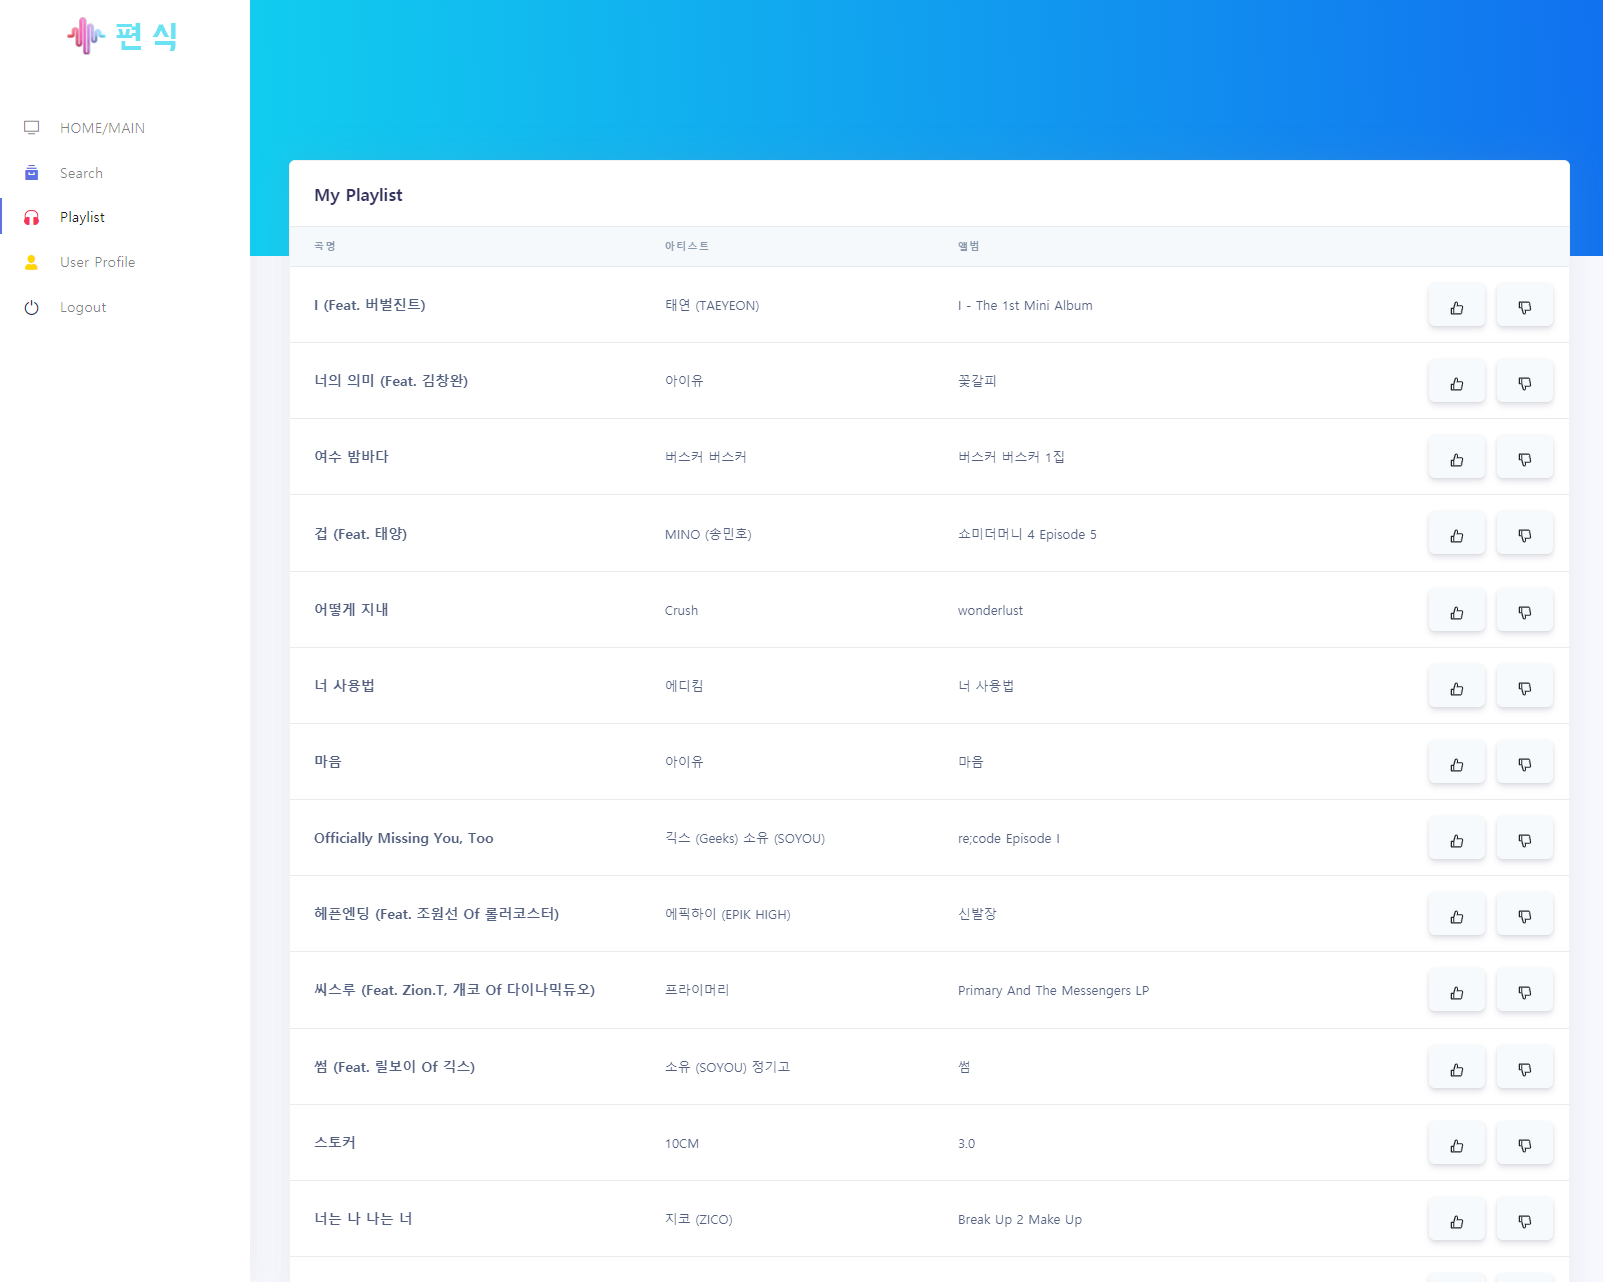 편식
HOME/MAIN
Search
Playlist
User Profile
Logout
My Playlist
곡명 아티스트 앨범
I (Feat. 버벌진트) 태연 (TAEYEON) I - The 1st Mini Album
너의 의미 (Feat. 김창완) 아이유 꽃갈피
여수 밤바다 버스커 버스커 버스커 버스커 1집
겁 (Feat. 태양) MINO (송민호) 쇼미더머니 4 Episode 5
어떻게 지내 Crush wonderlust
너 사용법 에디킴 너 사용법
마음 아이유 마음
Officially Missing You, Too 긱스 (Geeks) 소유 (SOYOU) re;code Episode I
헤픈엔딩 (Feat. 조원선 Of 롤러코스터) 에픽하이 (EPIK HIGH) 신발장
씨스루 (Feat. Zion.T, 개코 Of 다이나믹듀오) 프라이머리 Primary And The Messengers LP
썸 (Feat. 릴보이 Of 긱스) 소유 (SOYOU) 정기고 썸
스토커 10CM 3.0
너는 나 나는 너 지코 (ZICO) Break Up 2 Make Up